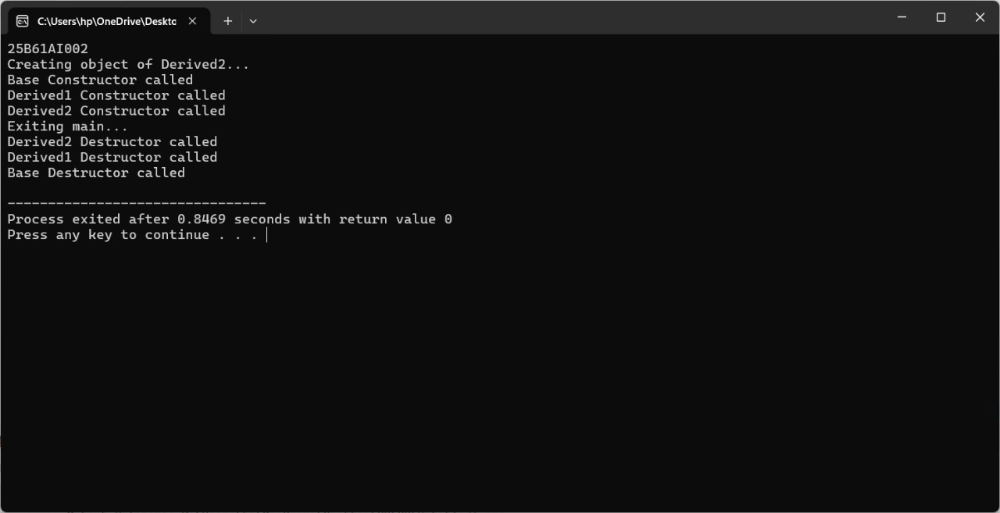 C:\Users\hp\OneDrive\Deskto
25B61AI002
Creating object of Derived2...
Base Constructor called
Derived1 Constructor called
Derived2 Constructor called
Exiting main...
Derived2 Destructor called
Derived1 Destructor called
Base Destructor called
--------------------------------
Process exited after 0.8469 seconds with return value 0
Press any key to continue . . .